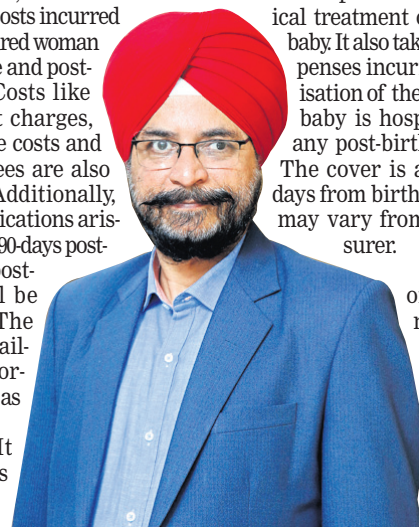 osts incurred
red woman
e and post-
Costs like
t charges,
e costs and
ees are also
Additionally,
ications aris-
90-days post-
post-
l be
The
ail-
or-
as
It
s
ical treatment o
baby. It also tak
penses incur
isation of the
baby is hosp
any post-birth
The cover is a
days from birth
may vary from
surer.
o